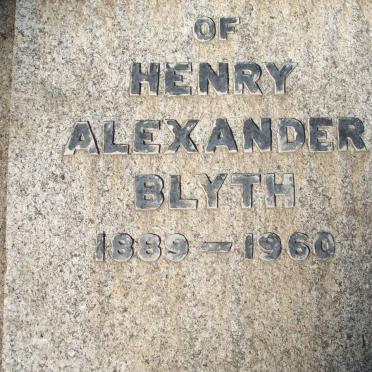 OF
HENRY
ALEXANDER
BLYTH
1889 – 1960